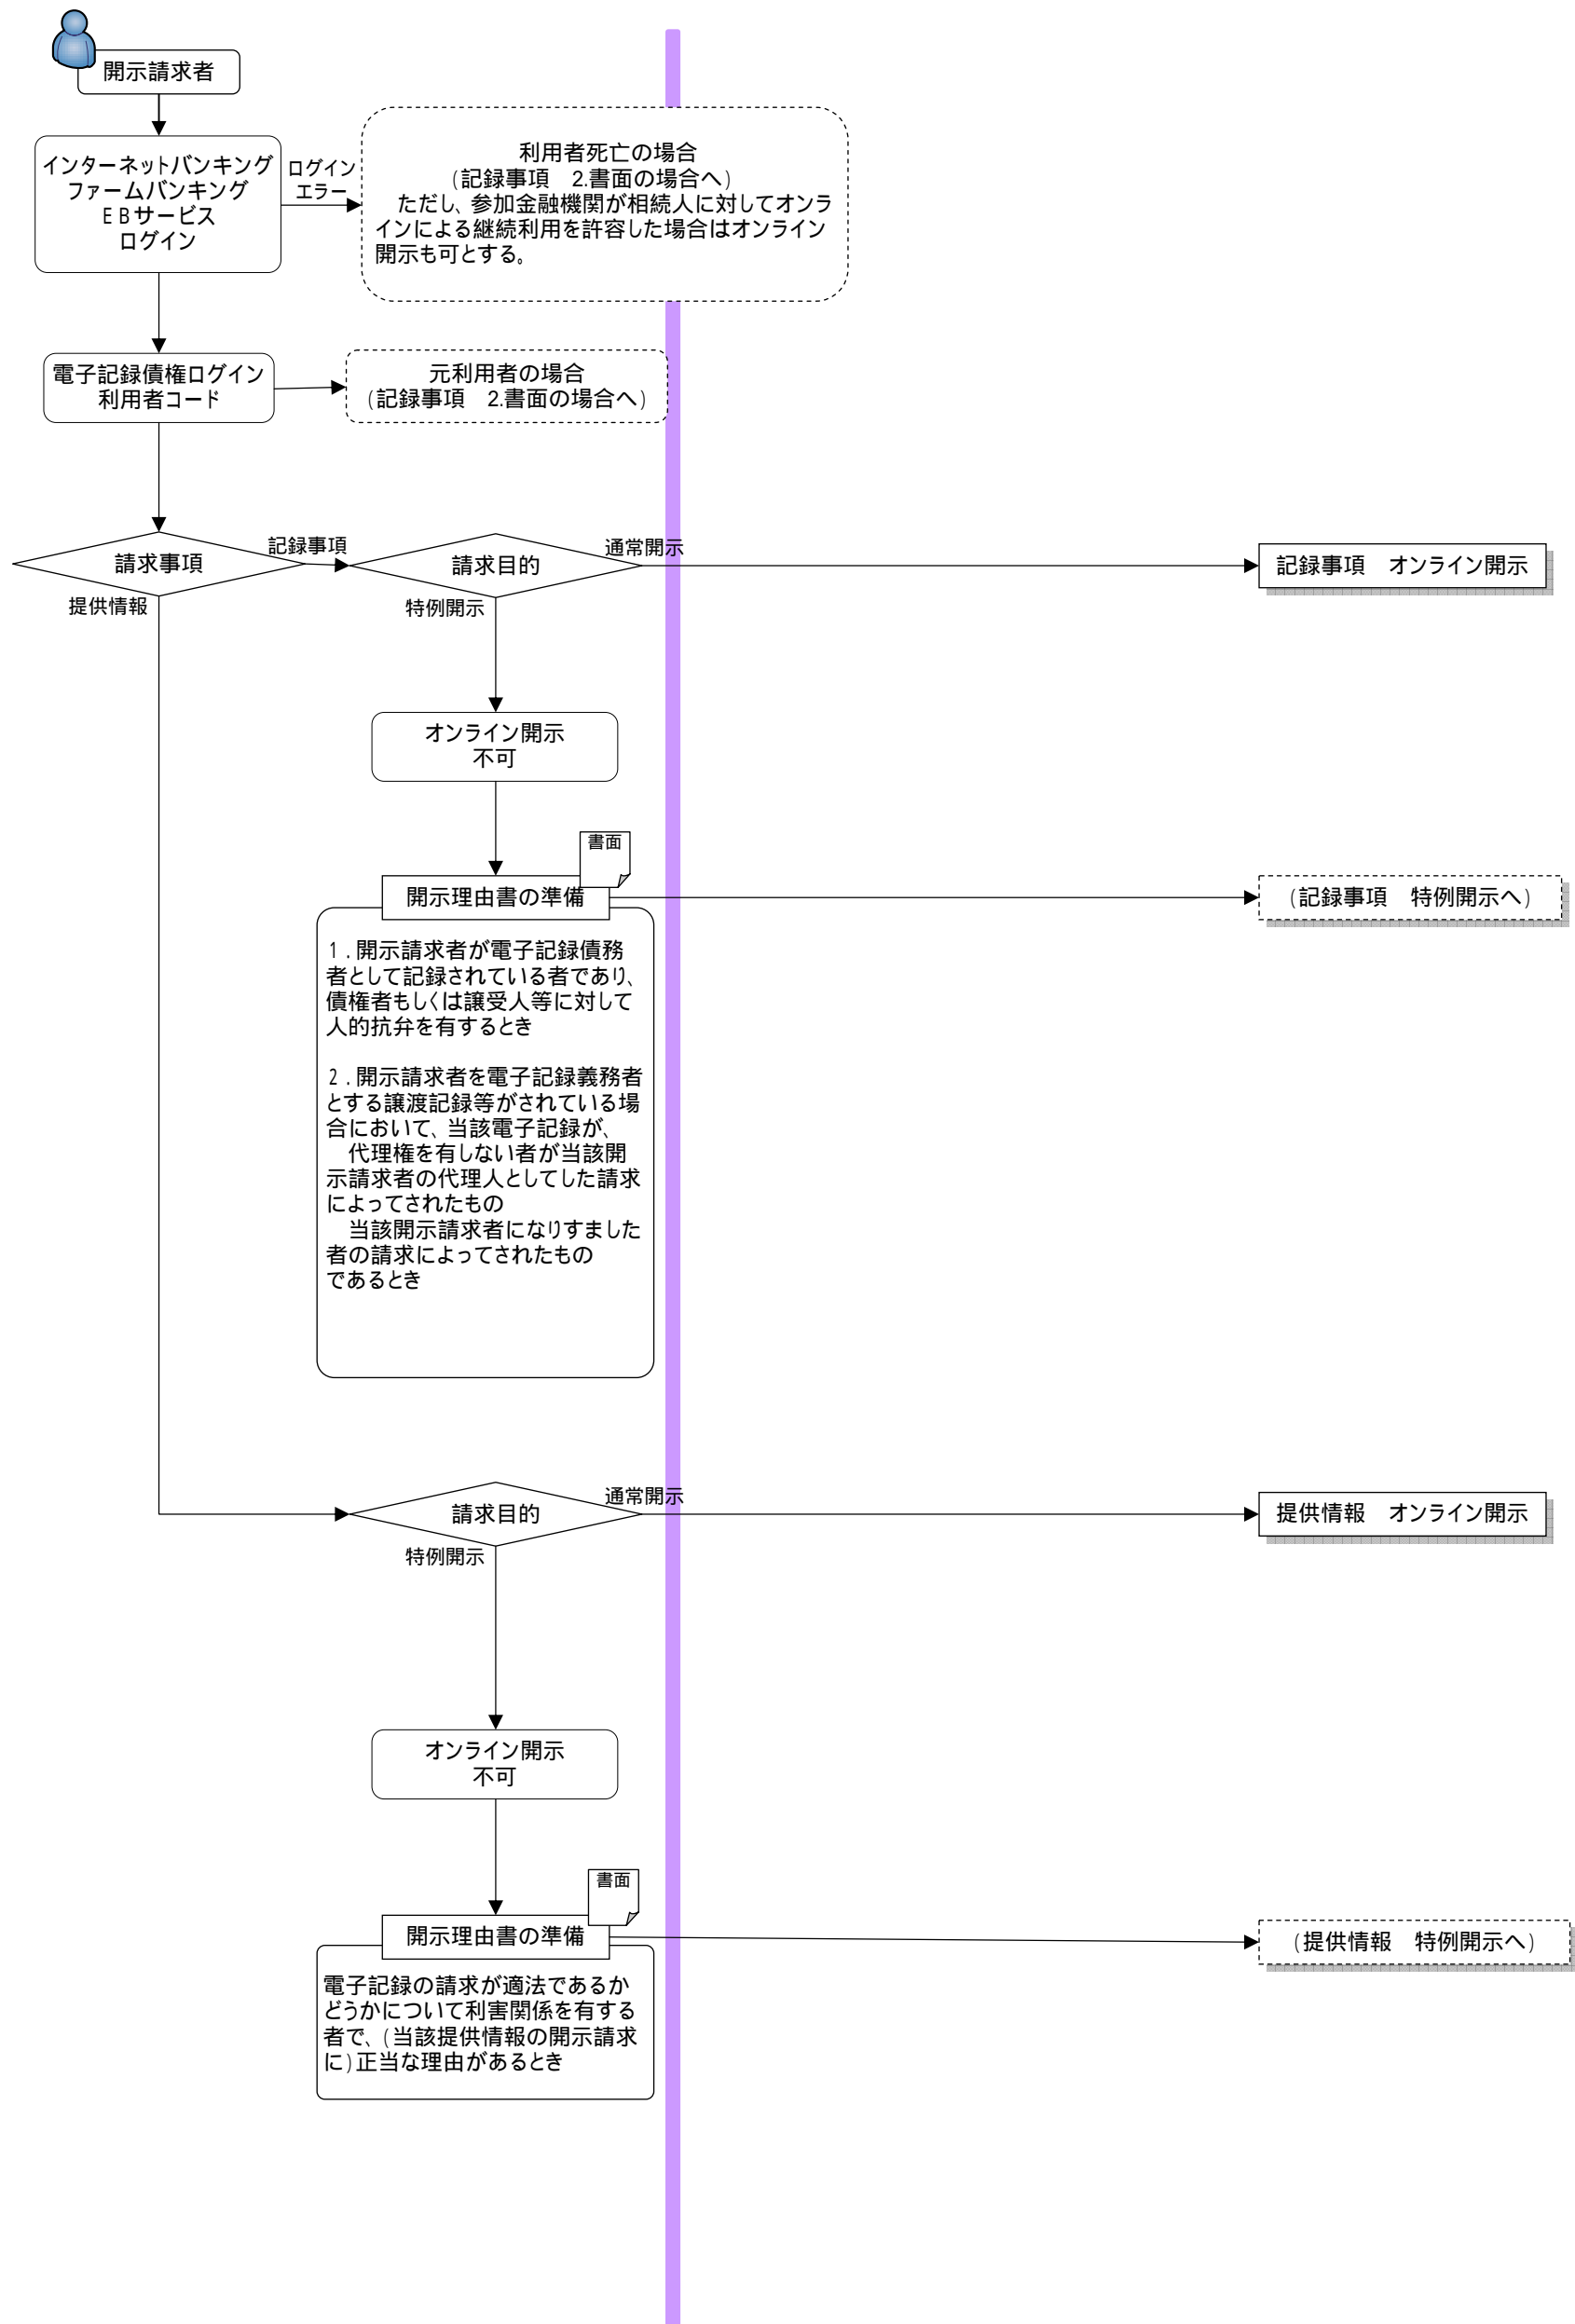 開示請求者
インターネットバンキング
ファームバンキング
ＥＢサービス
ログイン
ログイン
エラー
利用者死亡の場合
(記録事項　2.書面の場合へ)
　ただし、参加金融機関が相続人に対してオンラ
インによる継続利用を許容した場合はオンライン
開示も可とする。
電子記録債権ログイン
利用者コード
元利用者の場合
(記録事項　2.書面の場合へ)
請求事項
記録事項
提供情報
請求目的
通常開示
特例開示
記録事項　オンライン開示
オンライン開示
不可
書面
開示理由書の準備
(記録事項　特例開示へ)
１．開示請求者が電子記録債務
者として記録されている者であり、
債権者もしくは譲受人等に対して
人的抗弁を有するとき
２．開示請求者を電子記録義務者
とする譲渡記録等がされている場
合において、当該電子記録が、
　代理権を有しない者が当該開
示請求者の代理人としてした請求
によってされたもの
　当該開示請求者になりすました
者の請求によってされたもの
であるとき
請求目的
通常開示
特例開示
提供情報　オンライン開示
オンライン開示
不可
書面
開示理由書の準備
(提供情報　特例開示へ)
電子記録の請求が適法であるか
どうかについて利害関係を有する
者で、(当該提供情報の開示請求
に)正当な理由があるとき